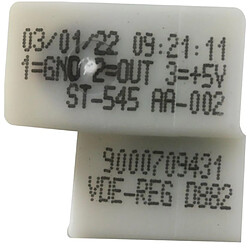 03/01/22 09:21:11
1=GND 2=OUT 3=+5V
ST-545 AA-002
9000709431
VDE-REG D882